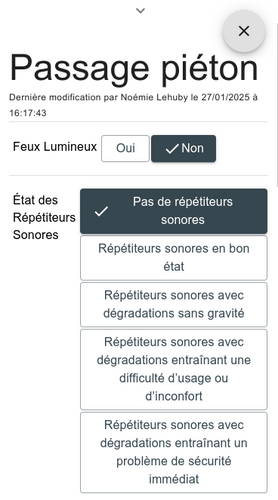 Passage piéton
Dernière modification par Noémie Lehuby le 27/01/2025 à
16:17:43
Feux Lumineux
Oui
Non
État des
Répétiteurs
Sonores
Pas de répétiteurs
sonores
Répétiteurs sonores en bon
état
Répétiteurs sonores avec
dégradations sans gravité
Répétiteurs sonores avec
dégradations entraînant une
difficulté d'usage ou
d'inconfort
Répétiteurs sonores avec
dégradations entraînant un
problème de sécurité
immédiat